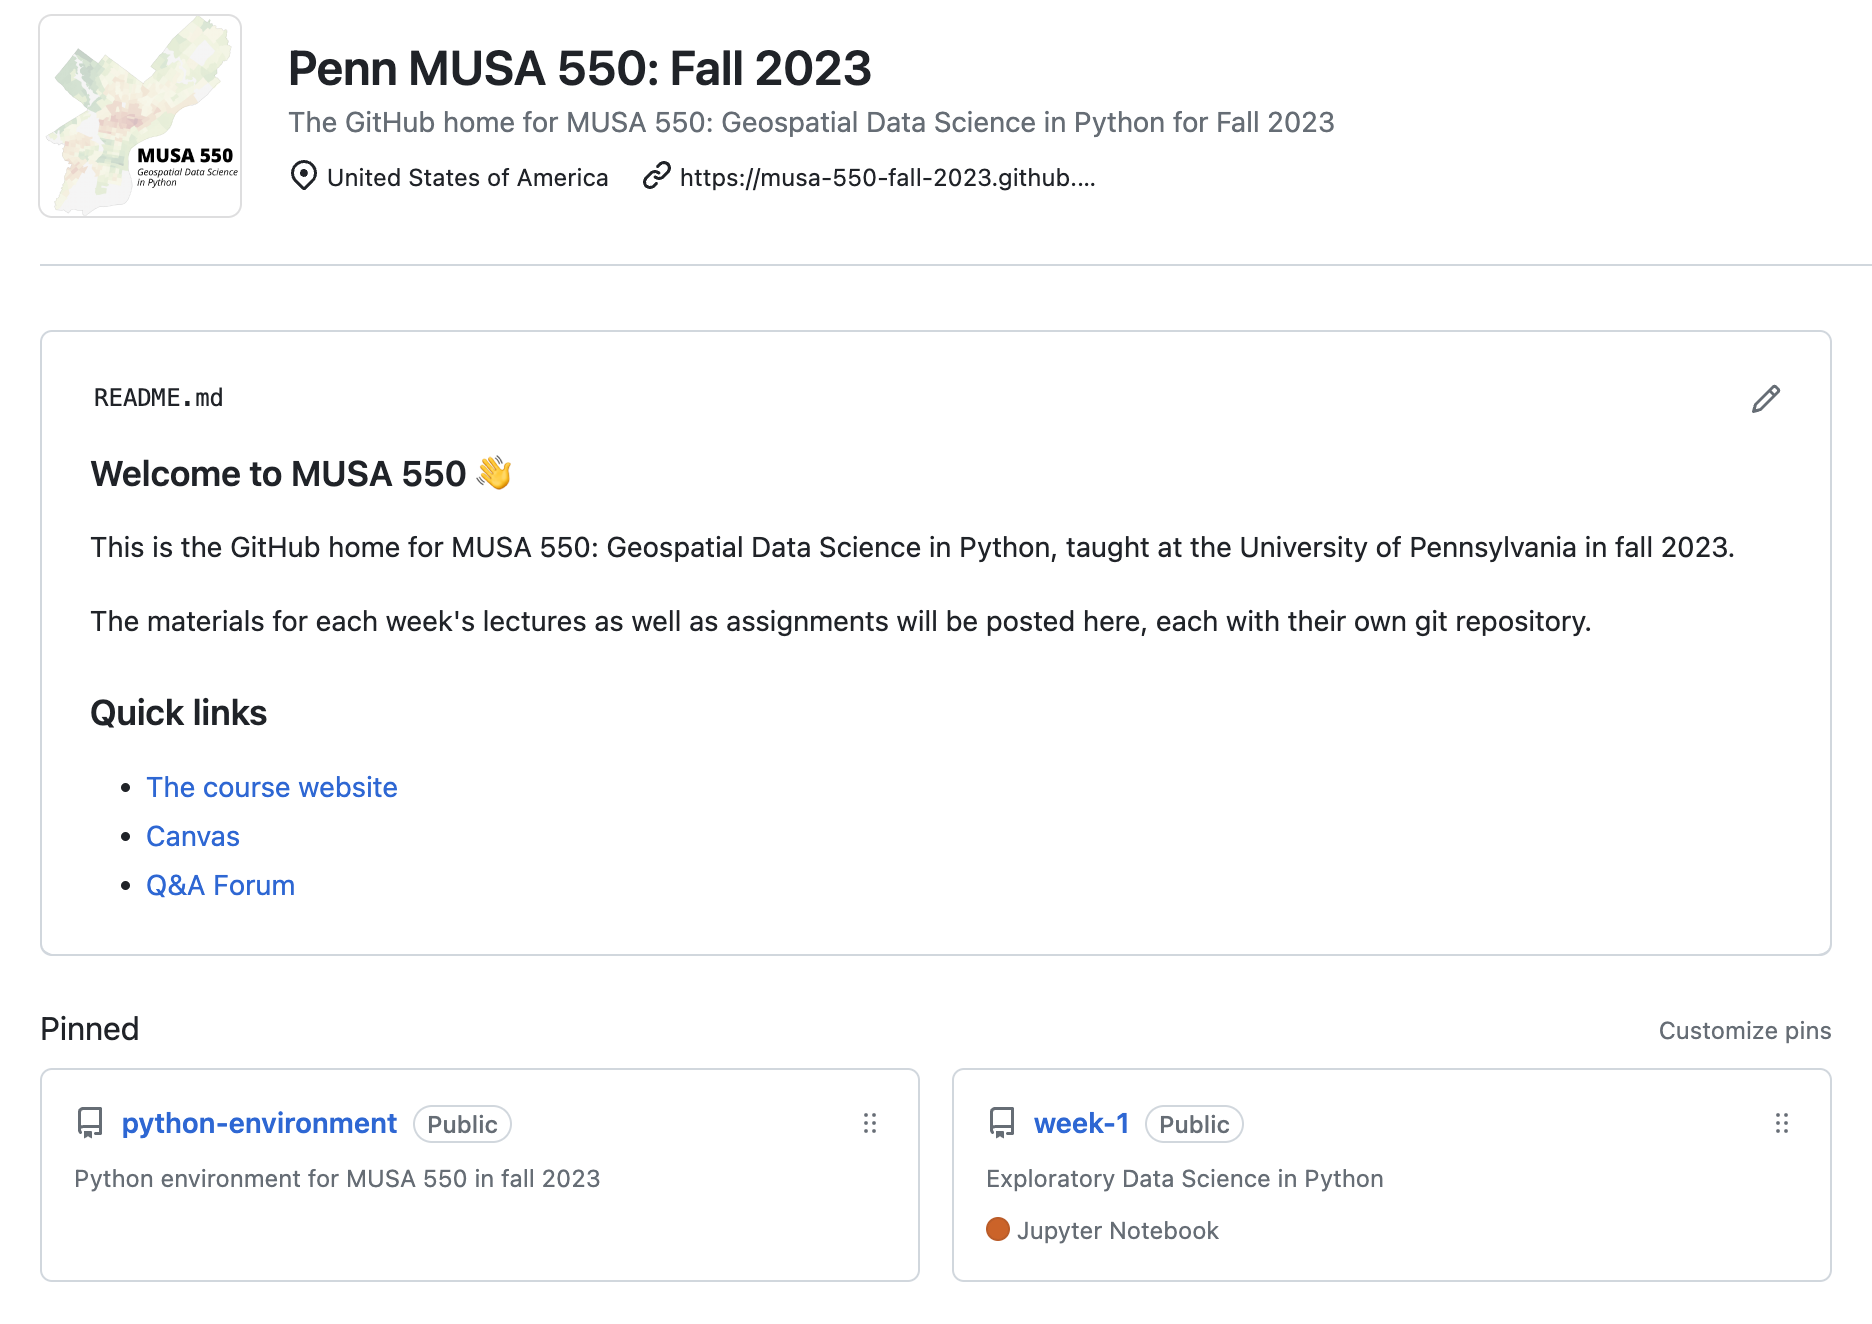 MUSA 550
Geospatial Data Science
in Python
Penn MUSA 550: Fall 2023
The GitHub home for MUSA 550: Geospatial Data Science in Python for Fall 2023
United States of America
https://musa-550-fall-2023.github....
README.md
Welcome to MUSA 550 👋
This is the GitHub home for MUSA 550: Geospatial Data Science in Python, taught at the University of Pennsylvania in fall 2023.
The materials for each week's lectures as well as assignments will be posted here, each with their own git repository.
Quick links
• The course website
• Canvas
• Q&A Forum
Pinned
Customize pins
python-environment Public
Python environment for MUSA 550 in fall 2023
week-1 Public
Exploratory Data Science in Python
Jupyter Notebook